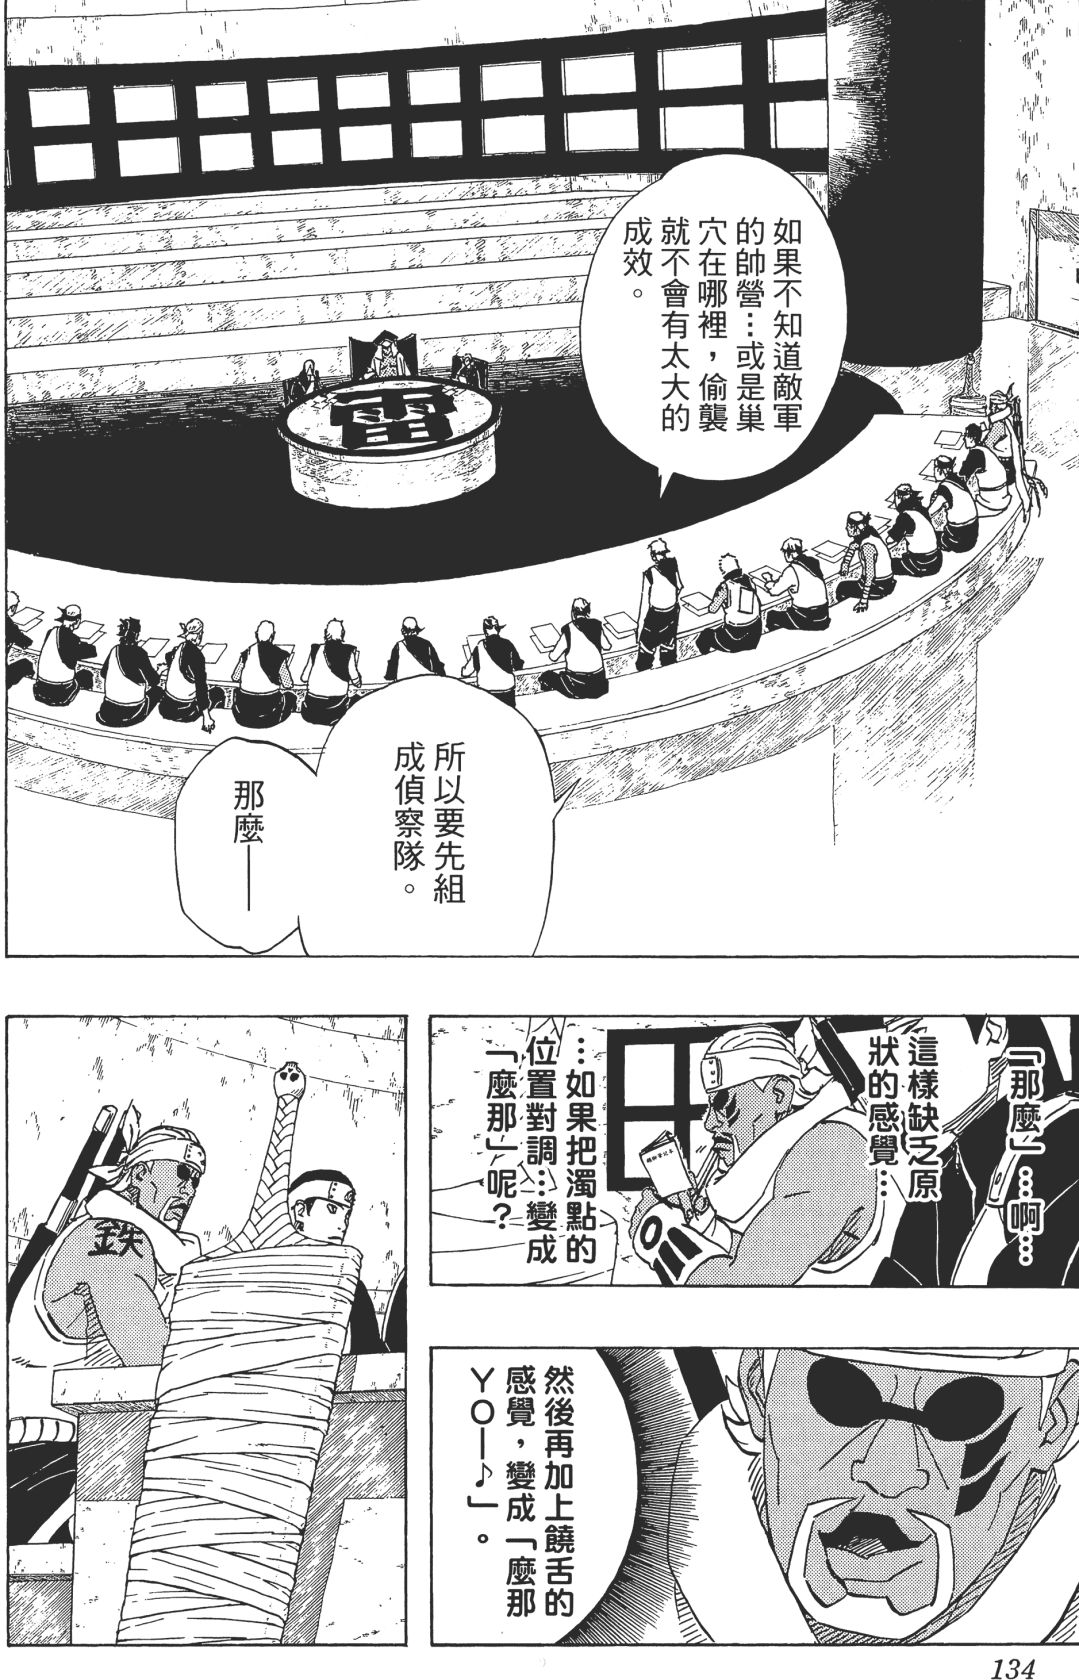 如果不知道敵軍
的帥營…或是巢
穴在哪裡，偷襲
就不會有太大的
成效。
雷
所以要先組
成偵察隊。
那麼——
「那麼」…啊…
這樣缺乏原
狀的感覺…
…如果把濁點的
位置對調…變成
「麼那」呢？
然後再加上饒舌的
感覺，變成「麼那
YO—♪」。
鉄
134